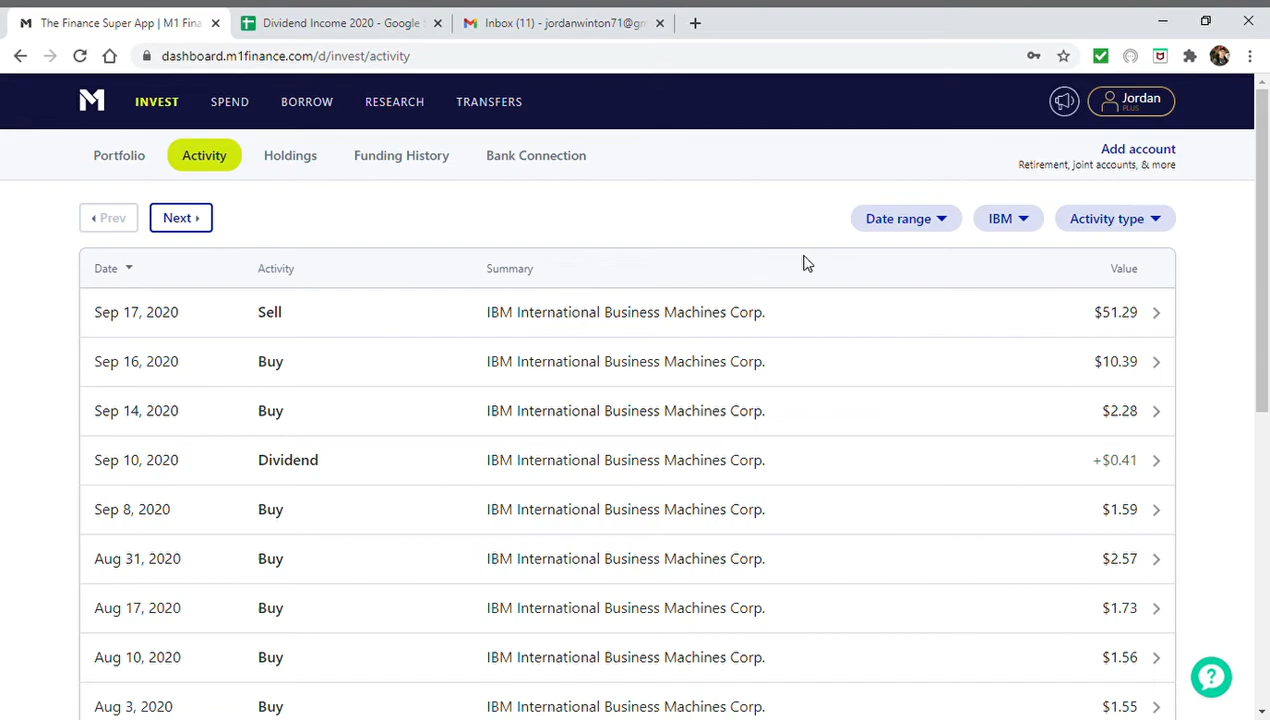 The Finance Super App | M1 Fina
Dividend Income 2020 - Google
Inbox (11) - jordanwinton71@gm
dashboard.m1finance.com/d/invest/activity
INVEST SPEND BORROW RESEARCH TRANSFERS
Jordan
PLUS
Portfolio Activity Holdings Funding History Bank Connection
Add account
Retirement, joint accounts, & more
Prev Next
Date range IBM Activity type
Date Activity Summary Value
Sep 17, 2020 Sell IBM International Business Machines Corp. $51.29
Sep 16, 2020 Buy IBM International Business Machines Corp. $10.39
Sep 14, 2020 Buy IBM International Business Machines Corp. $2.28
Sep 10, 2020 Dividend IBM International Business Machines Corp. +$0.41
Sep 8, 2020 Buy IBM International Business Machines Corp. $1.59
Aug 31, 2020 Buy IBM International Business Machines Corp. $2.57
Aug 17, 2020 Buy IBM International Business Machines Corp. $1.73
Aug 10, 2020 Buy IBM International Business Machines Corp. $1.56
Aug 3, 2020 Buy IBM International Business Machines Corp. $1.55